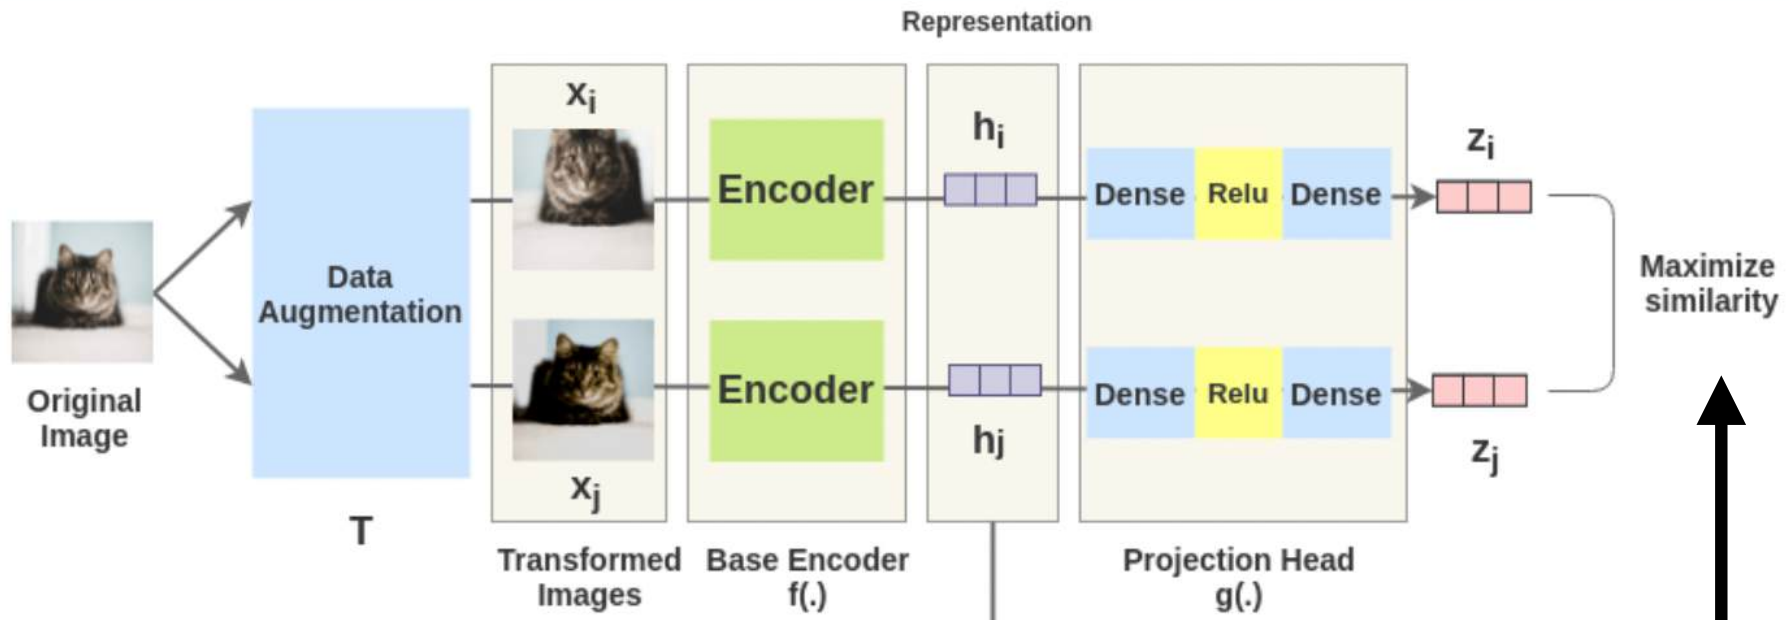 Representation
Original
Image
Data
Augmentation
T
xi
xj
Transformed
Images
Encoder
Encoder
Base Encoder
f(.)
hi
hj
Dense Relu Dense
Dense Relu Dense
Projection Head
g(.)
zi
zj
Maximize
similarity